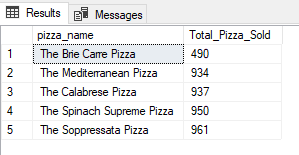 Results Messages
pizza_name Total_Pizza_Sold
1 The Brie Carre Pizza 490
2 The Mediterranean Pizza 934
3 The Calabrese Pizza 937
4 The Spinach Supreme Pizza 950
5 The Soppressata Pizza 961